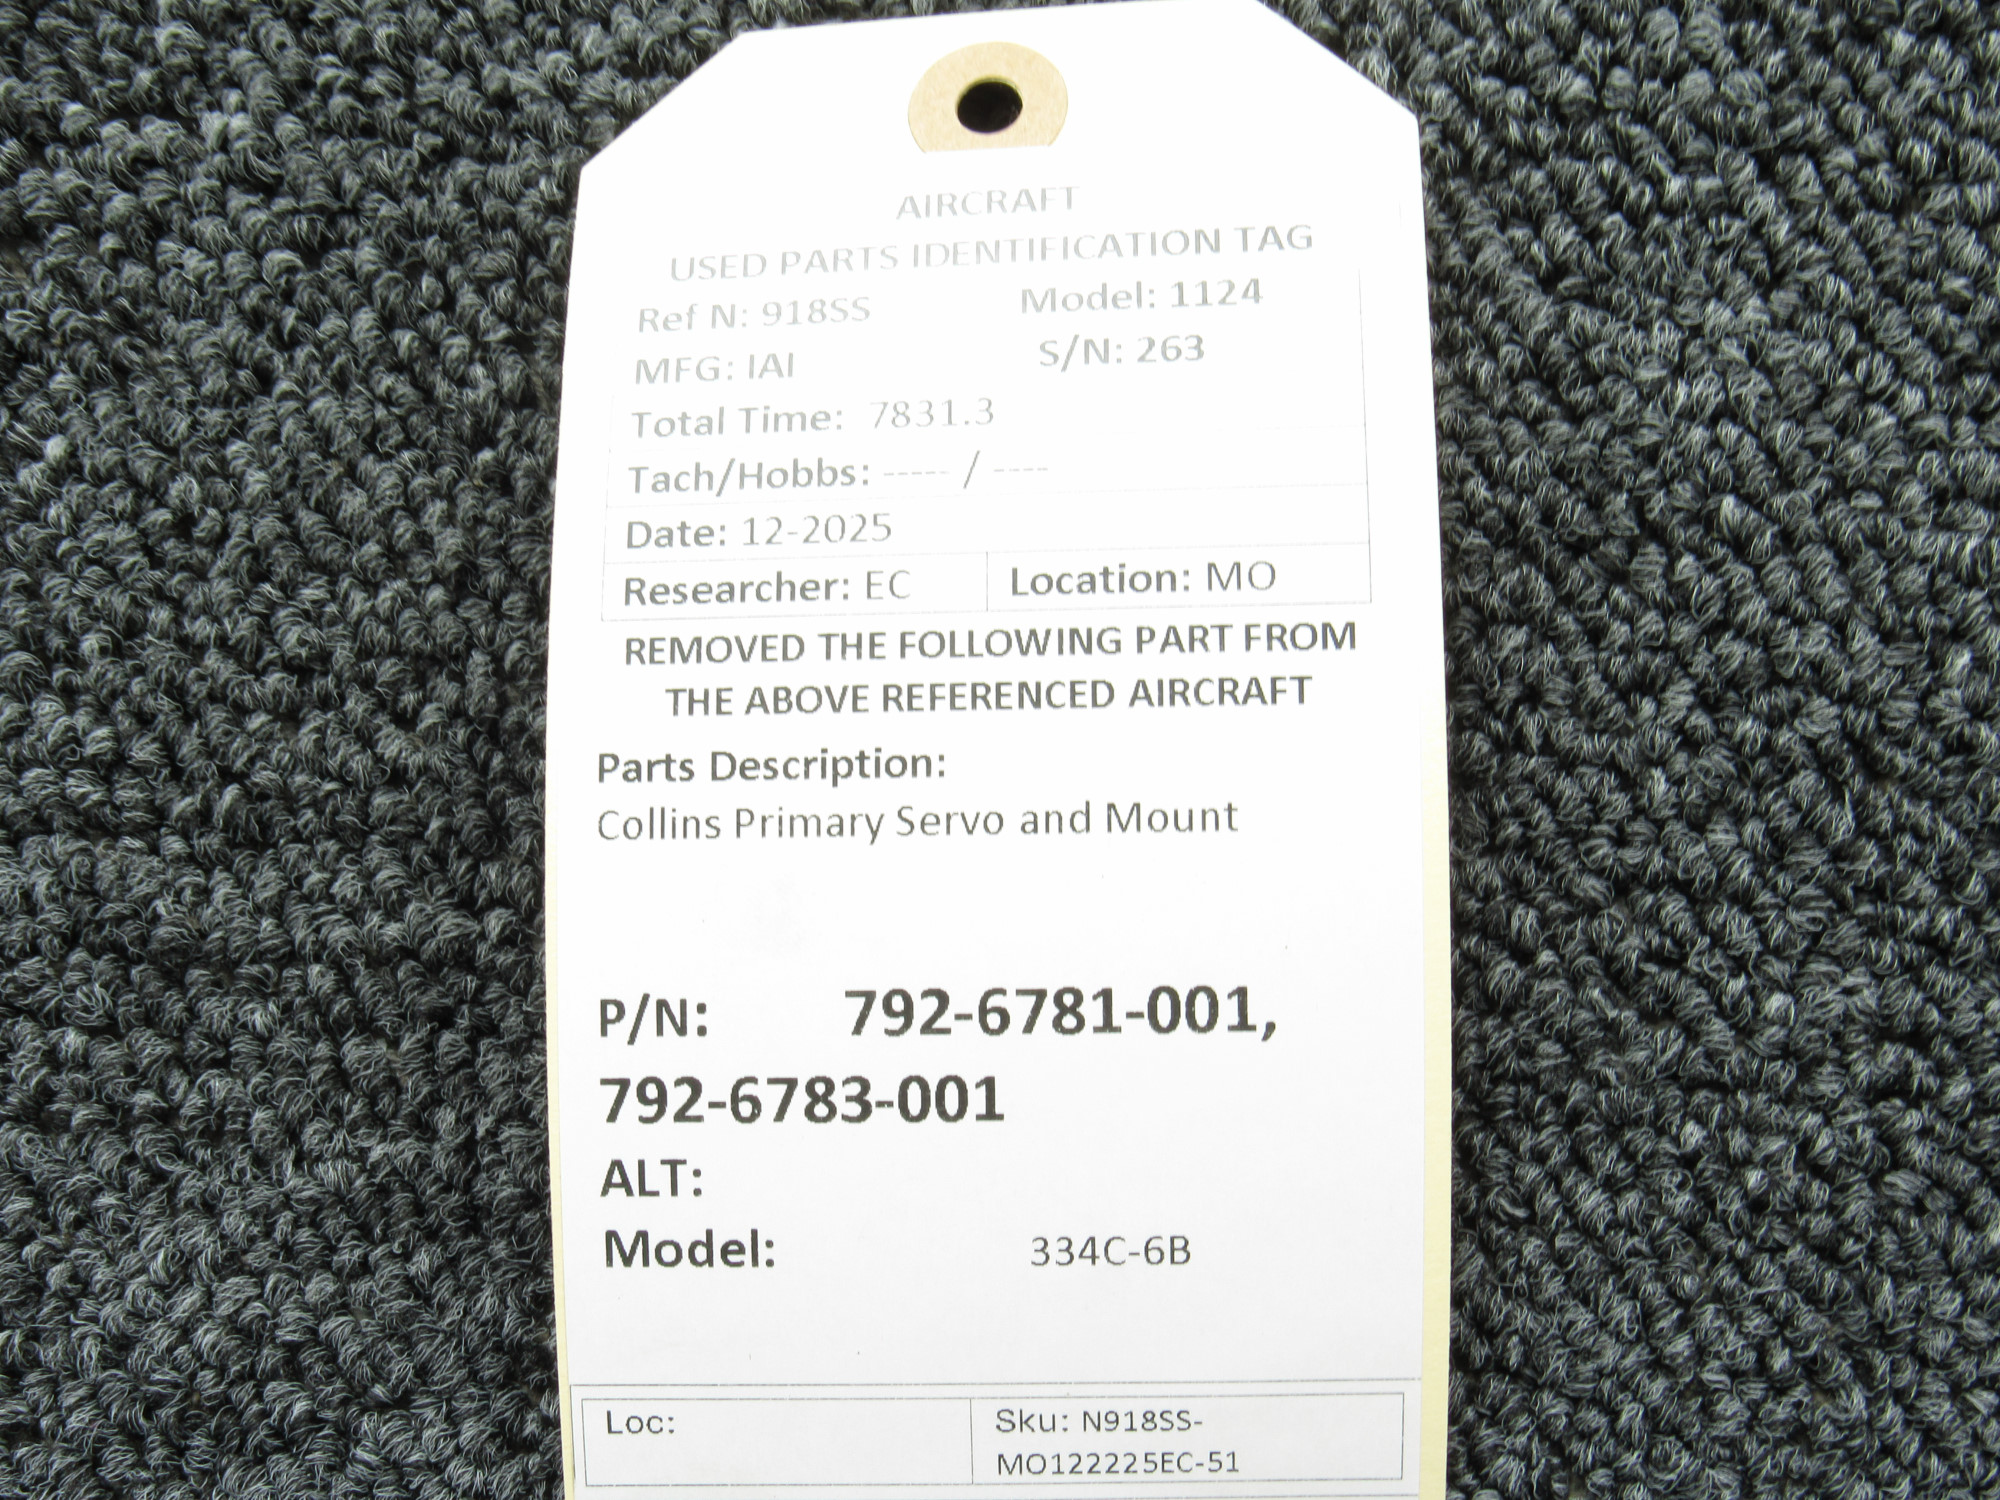 AIRCRAFT
USED PARTS IDENTIFICATION TAG
Ref N: 918SS Model: 1124
MFG: IAI S/N: 263
Total Time: 7831.3
Tach/Hobbs: ----- / ----
Date: 12-2025
Researcher: EC Location: MO
REMOVED THE FOLLOWING PART FROM
THE ABOVE REFERENCED AIRCRAFT
Parts Description:
Collins Primary Servo and Mount
P/N: 792-6781-001,
792-6783-001
ALT:
Model: 334C-6B
Loc: Sku: N918SS-
MO122225EC-51